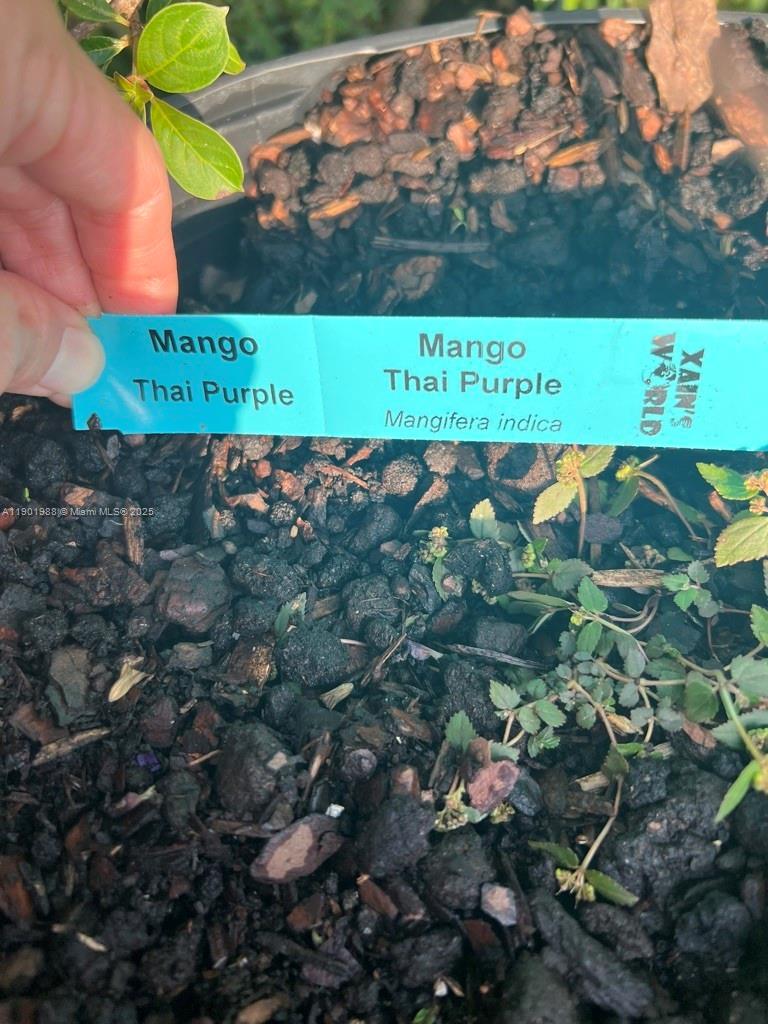 Mango
Thai Purple
Mango
Thai Purple
Mangifera indica
XAIN'S
WORLD
A11901988 | © Miami MLS® 2025